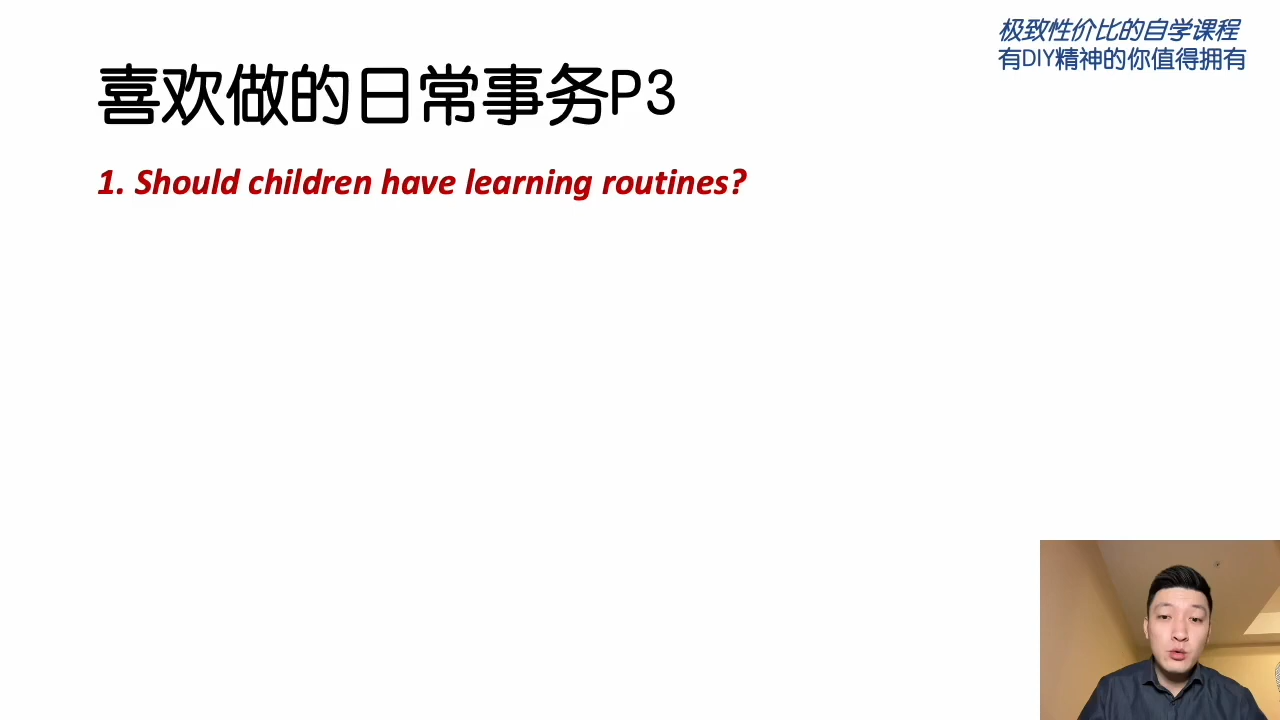 极致性价比的自学课程
有DIY精神的你值得拥有
喜欢做的日常事务P3
1. Should children have learning routines?